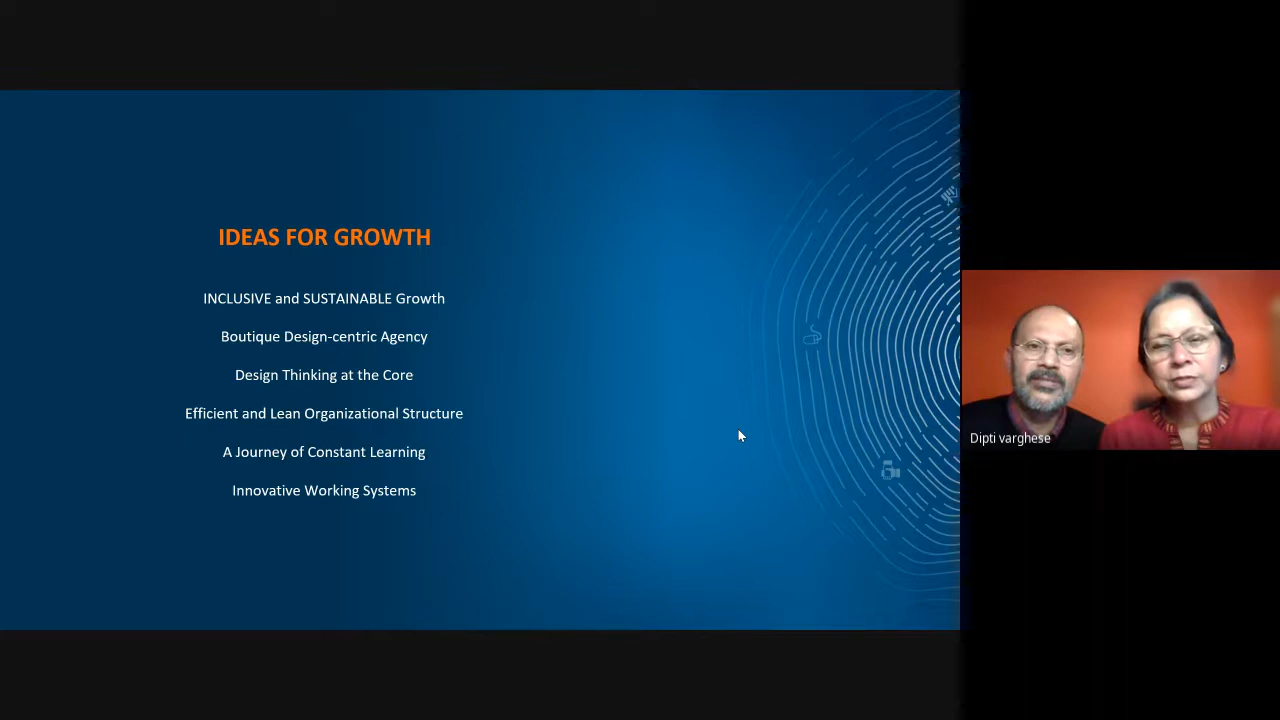 IDEAS FOR GROWTH
INCLUSIVE and SUSTAINABLE Growth
Boutique Design-centric Agency
Design Thinking at the Core
Efficient and Lean Organizational Structure
A Journey of Constant Learning
Innovative Working Systems
Dipti varghese